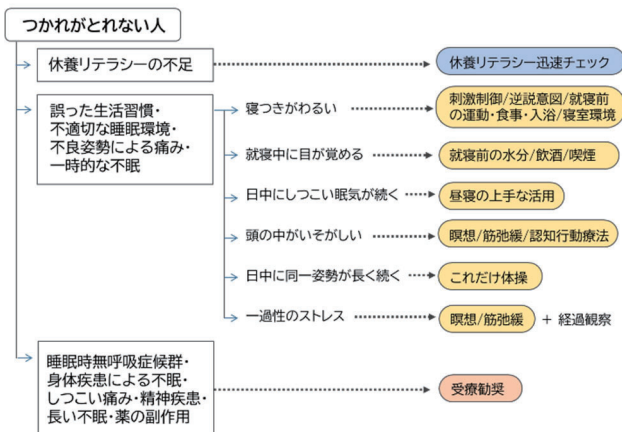 つかれがとれない人
休養リテラシーの不足
休養リテラシー迅速チェック
誤った生活習慣・
不適切な睡眠環境・
不良姿勢による痛み・
一時的な不眠
寝つきがわるい
刺激制御/逆説意図/就寝前
の運動・食事・入浴/寝室環境
就寝中に目が覚める
就寝前の水分/飲酒/喫煙
日中にしつこい眠気が続く
昼寝の上手な活用
頭の中がいそがしい
瞑想/筋弛緩/認知行動療法
日中に同一姿勢が長く続く
これだけ体操
一過性のストレス
瞑想/筋弛緩 + 経過観察
睡眠時無呼吸症候群・
身体疾患による不眠・
しつこい痛み・精神疾患・
長い不眠・薬の副作用
受療勧奨